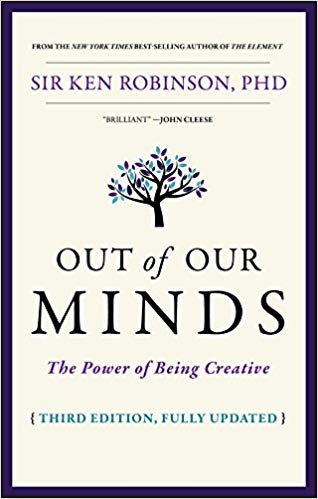 FROM THE NEW YORK TIMES BEST-SELLING AUTHOR OF THE ELEMENT
SIR KEN ROBINSON, PHD
"BRILLIANT" —JOHN CLEESE
OUT of OUR
MINDS
The Power of Being Creative
{ THIRD EDITION, FULLY UPDATED }